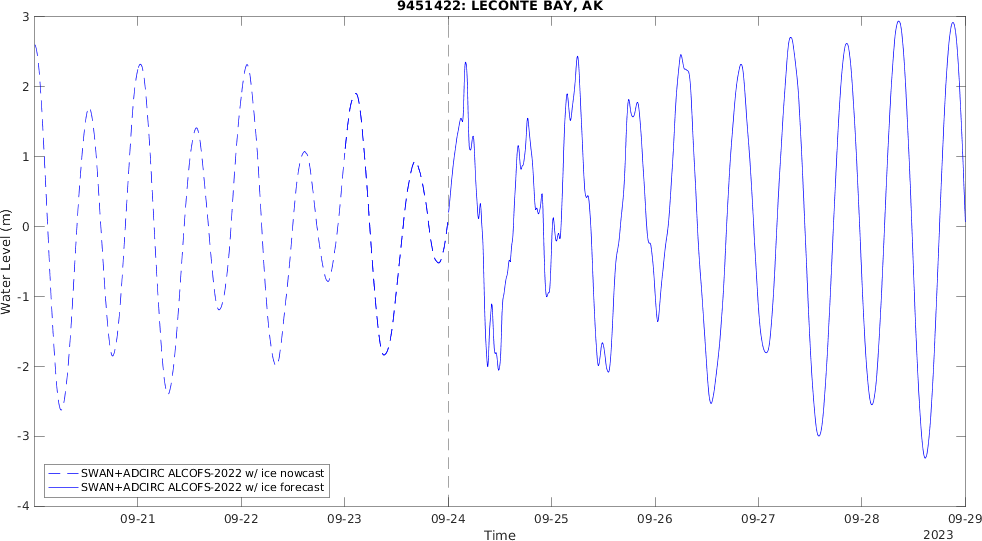 9451422: LECONTE BAY, AK
3
2
1
0
-1
-2
-3
-4
Water Level (m)
SWAN+ADCIRC ALCOFS-2022 w/ ice nowcast
SWAN+ADCIRC ALCOFS-2022 w/ ice forecast
09-21 09-22 09-23 09-24 09-25 09-26 09-27 09-28 09-29
Time
2023